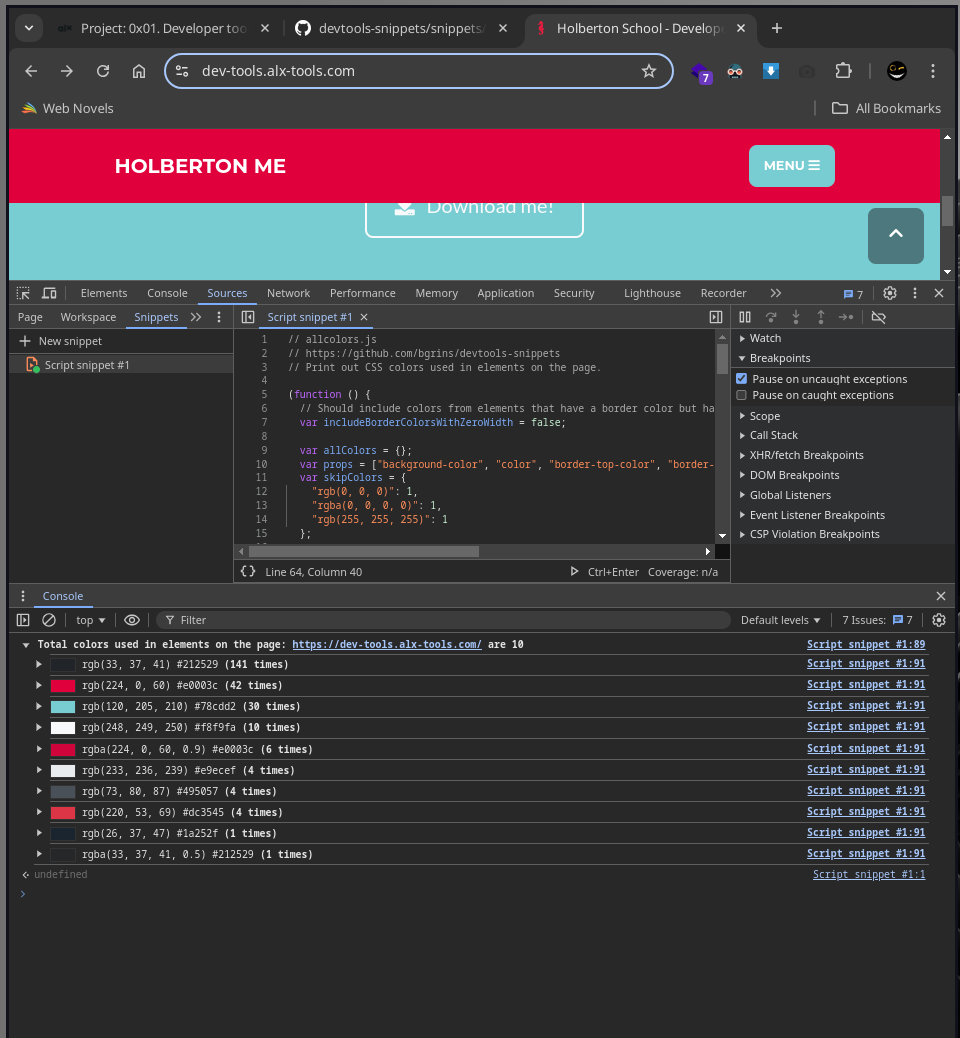 Project: 0x01. Developer too
devtools-snippets/snippets/
Holberton School - Develope
dev-tools.alx-tools.com
7
Web Novels
All Bookmarks
HOLBERTON ME
MENU
Download me!
Elements
Console
Sources
Network
Performance
Memory
Application
Security
Lighthouse
Recorder
7
Page
Workspace
Snippets
Script snippet #1
New snippet
Script snippet #1
1 // allcolors.js
2 // https://github.com/bgrins/devtools-snippets
3 // Print out CSS colors used in elements on the page.
4
5 (function () {
6 // Should include colors from elements that have a border color but ha
7 var includeBorderColorsWithZeroWidth = false;
8
9 var allColors = {};
10 var props = ["background-color", "color", "border-top-color", "border-
11 var skipColors = {
12 "rgb(0, 0, 0)": 1,
13 "rgba(0, 0, 0, 0)": 1,
14 "rgb(255, 255, 255)": 1
15 };
{} Line 64, Column 40
Ctrl+Enter
Coverage: n/a
Watch
Breakpoints
Pause on uncaught exceptions
Pause on caught exceptions
Scope
Call Stack
XHR/fetch Breakpoints
DOM Breakpoints
Global Listeners
Event Listener Breakpoints
CSP Violation Breakpoints
Console
top
Filter
Default levels
7 Issues: 7
Total colors used in elements on the page: https://dev-tools.alx-tools.com/ are 10 Script snippet #1:89
rgb(33, 37, 41) #212529 (141 times) Script snippet #1:91
rgb(224, 0, 60) #e0003c (42 times) Script snippet #1:91
rgb(120, 205, 210) #78cdd2 (30 times) Script snippet #1:91
rgb(248, 249, 250) #f8f9fa (10 times) Script snippet #1:91
rgba(224, 0, 60, 0.9) #e0003c (6 times) Script snippet #1:91
rgb(233, 236, 239) #e9ecef (4 times) Script snippet #1:91
rgb(73, 80, 87) #495057 (4 times) Script snippet #1:91
rgb(220, 53, 69) #dc3545 (4 times) Script snippet #1:91
rgb(26, 37, 47) #1a252f (1 times) Script snippet #1:91
rgba(33, 37, 41, 0.5) #212529 (1 times) Script snippet #1:91
undefined Script snippet #1:1